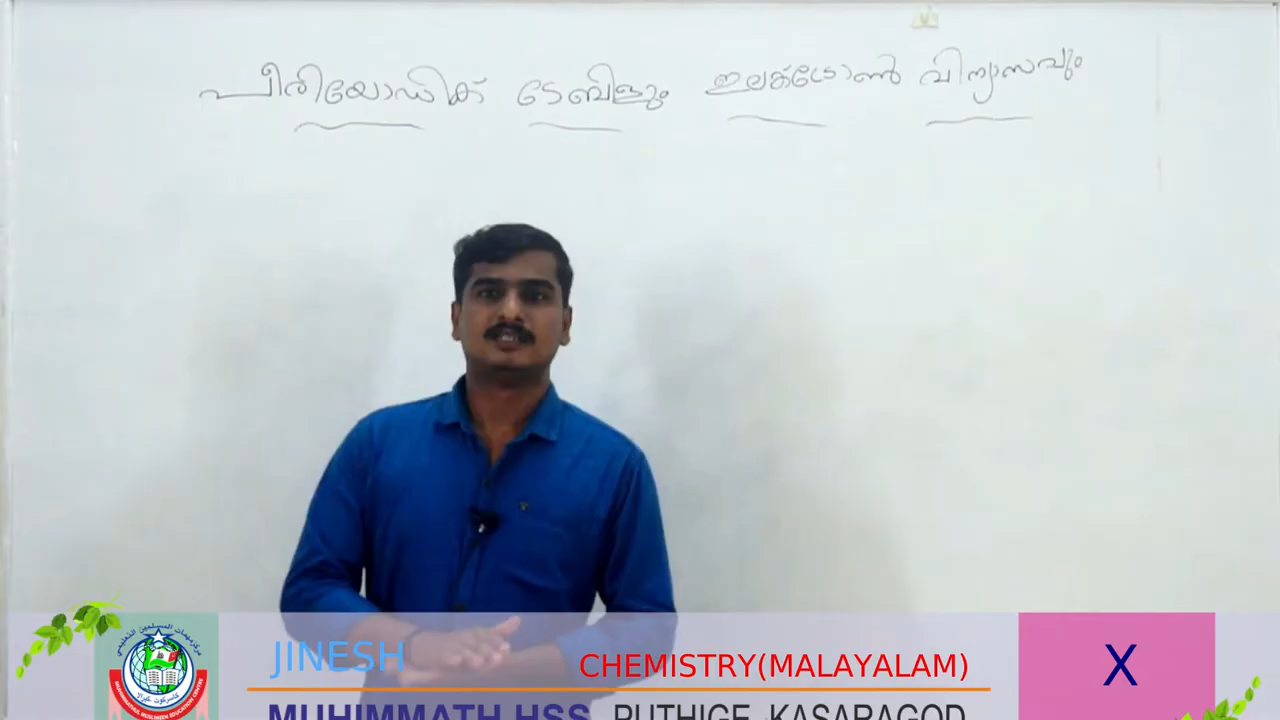 പീരിയോഡിക് ടേബിളും ഇലക്ട്രോൺ വിന്യാസവും
JINESH
CHEMISTRY(MALAYALAM)
X
MUHIMMATH HSS PUTHIGE, KASARAGOD